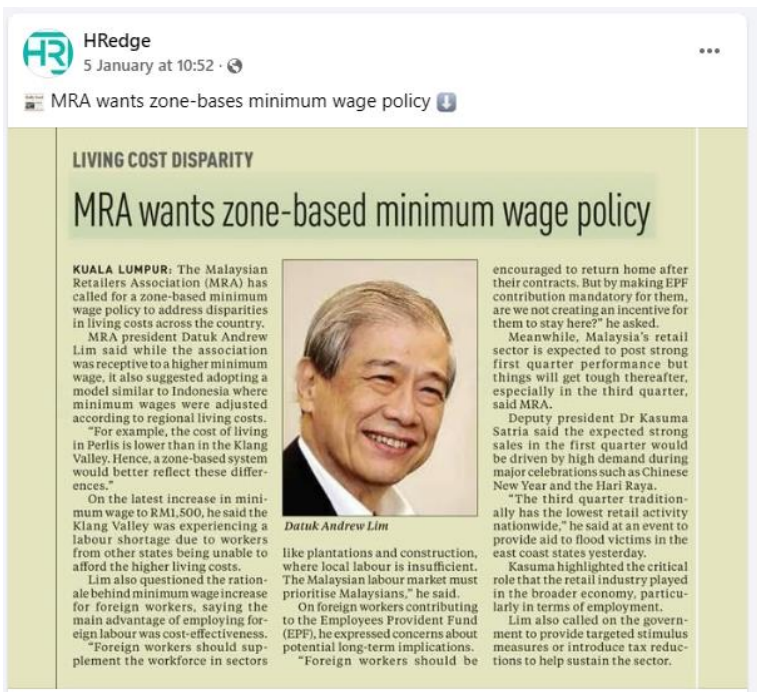 HR
HRedge
5 January at 10:52
MRA wants zone-bases minimum wage policy
LIVING COST DISPARITY
MRA wants zone-based minimum wage policy
KUALA LUMPUR: The Malaysian
Retailers Association (MRA) has
called for a zone-based minimum
wage policy to address disparities
in living costs across the country.
MRA president Datuk Andrew
Lim said while the association
was receptive to a higher minimum
wage, it also suggested adopting a
model similar to Indonesia where
minimum wages were adjusted
according to regional living costs.
"For example, the cost of living
in Perlis is lower than in the Klang
Valley. Hence, a zone-based system
would better reflect these differ-
ences."
On the latest increase in mini-
mum wage to RM1,500, he said the
Klang Valley was experiencing a
labour shortage due to workers
from other states being unable to
afford the higher living costs.
Lim also questioned the ration-
ale behind minimum wage increase
for foreign workers, saying the
main advantage of employing for-
eign labour was cost-effectiveness.
"Foreign workers should sup-
plement the workforce in sectors
Datuk Andrew Lim
like plantations and construction,
where local labour is insufficient.
The Malaysian labour market must
prioritise Malaysians," he said.
On foreign workers contributing
to the Employees Provident Fund
(EPF), he expressed concerns about
potential long-term implications.
"Foreign workers should be
encouraged to return home after
their contracts. But by making EPF
contribution mandatory for them,
are we not creating an incentive for
them to stay here?" he asked.
Meanwhile, Malaysia's retail
sector is expected to post strong
first quarter performance but
things will get tough thereafter,
especially in the third quarter,
said MRA.
Deputy president Dr Kasuma
Satria said the expected strong
sales in the first quarter would
be driven by high demand during
major celebrations such as Chinese
New Year and the Hari Raya.
"The third quarter tradition-
ally has the lowest retail activity
nationwide," he said at an event to
provide aid to flood victims in the
east coast states yesterday.
Kasuma highlighted the critical
role that the retail industry played
in the broader economy, particu-
larly in terms of employment.
Lim also called on the govern-
ment to provide targeted stimulus
measures or introduce tax reduc-
tions to help sustain the sector.